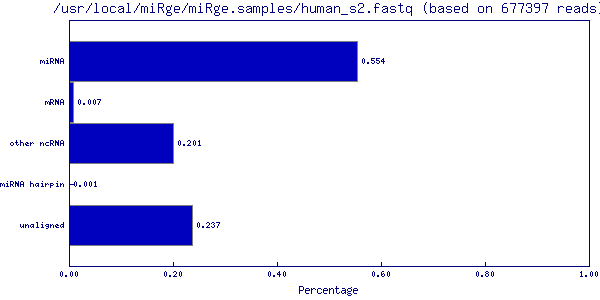 /usr/local/miRge/miRge.samples/human_s2.fastq (based on 677397 reads)
miRNA 0.554
mRNA 0.007
other ncRNA 0.201
miRNA hairpin 0.001
unaligned 0.237
0.00 0.20 0.40 0.60 0.80 1.00
Percentage